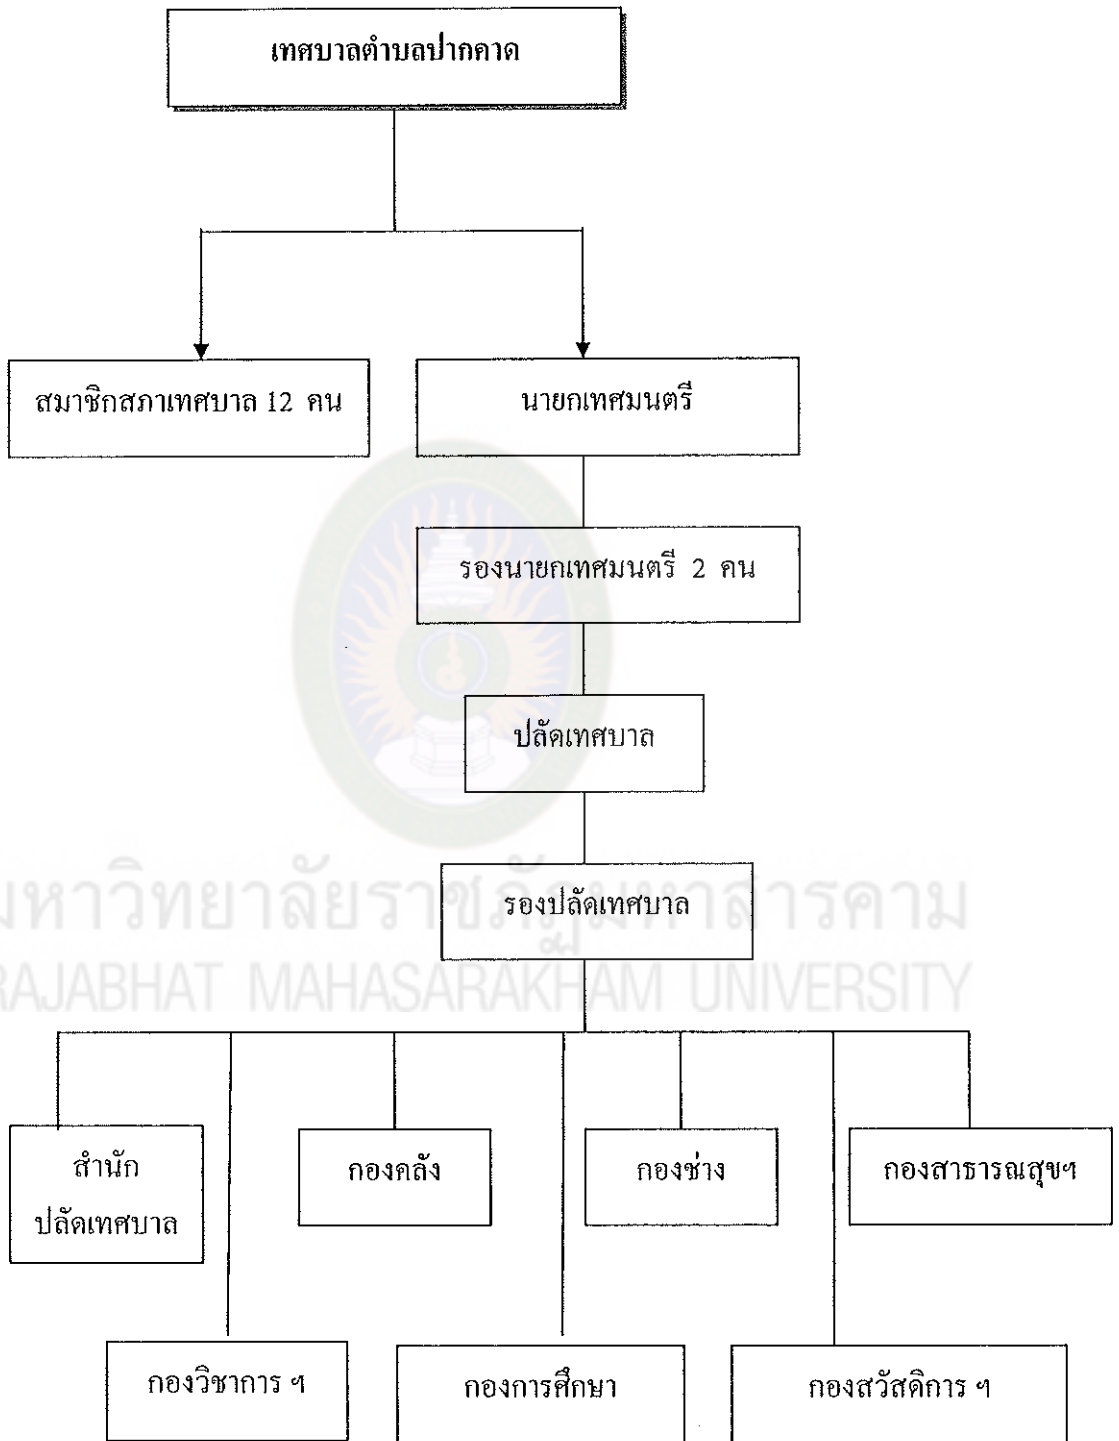 เทศบาลตำบลปากคาด
สมาชิกสภาเทศบาล 12 คน
นายกเทศมนตรี
รองนายกเทศมนตรี 2 คน
ปลัดเทศบาล
รองปลัดเทศบาล
มหาวิทยาลัยราชภัฏมหาสารคาม
RAJABHAT MAHASARAKHAM UNIVERSITY
สำนัก
ปลัดเทศบาล
กองคลัง
กองช่าง
กองสาธารณสุขฯ
กองวิชาการ ฯ
กองการศึกษา
กองสวัสดิการ ฯ